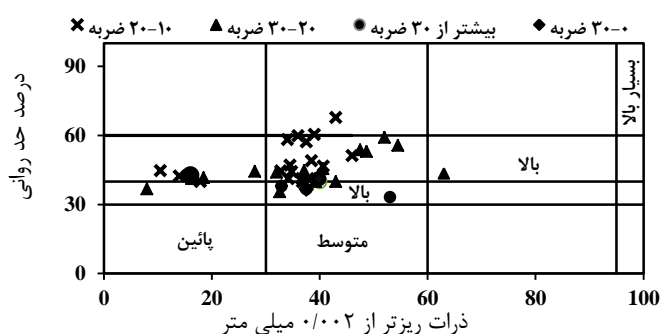 ۱۰-۲۰ ضربه ۲۰-۳۰ ضربه بیشتر از ۳۰ ضربه ۰-۳۰ ضربه
درصد حد روانی
90
60
30
0
بسیار بالا
بالا
بالا
پائین
متوسط
0 20 40 60 80 100
ذرات ریزتر از ۰/۰۰۲ میلی متر